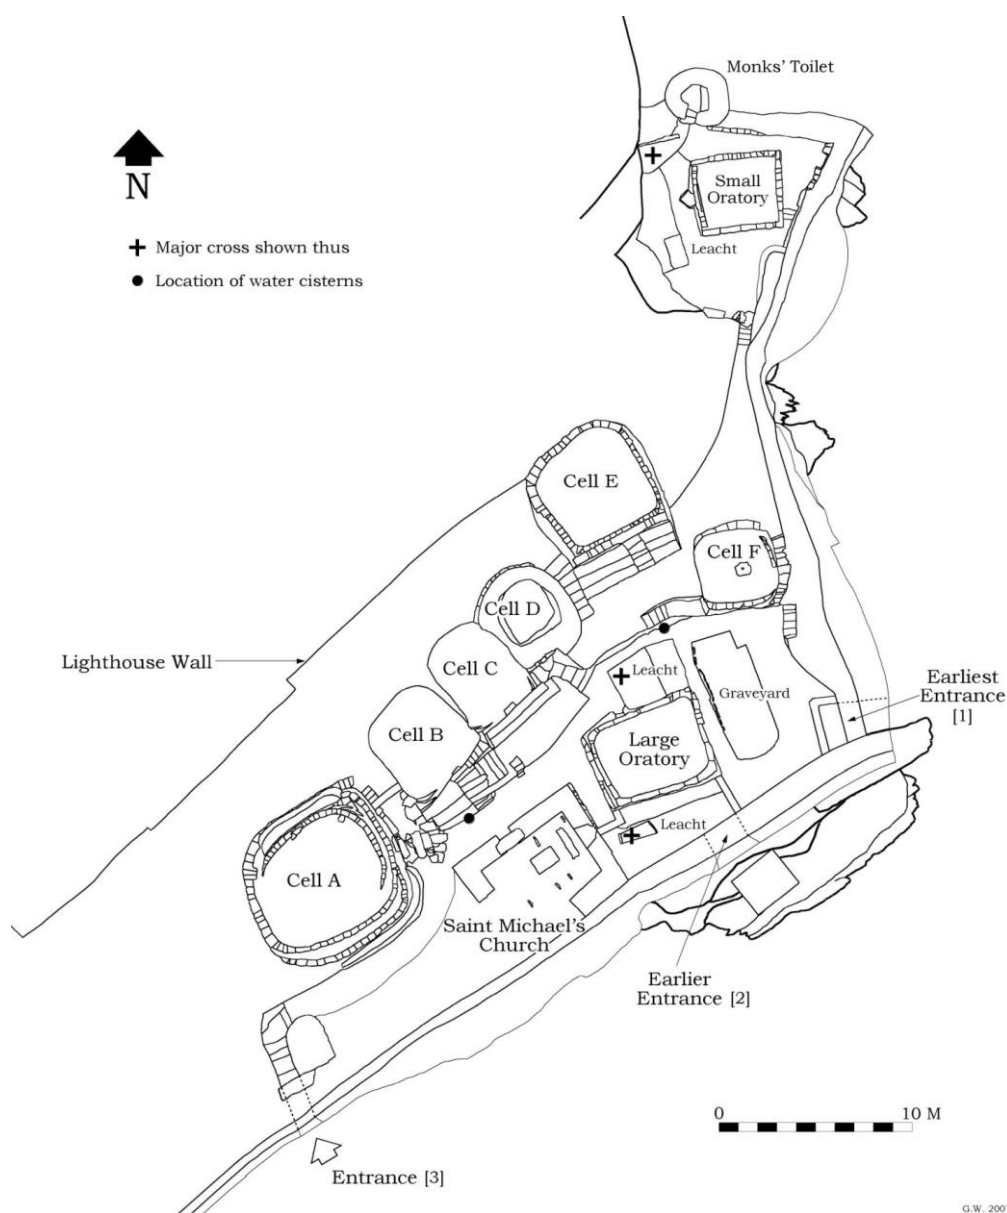 Monks' Toilet
N
Major cross shown thus
Location of water cisterns
Small
Oratory
Leacht
Cell E
Cell F
Cell D
Lighthouse Wall
Cell C
Leacht
Graveyard
Earliest
Entrance
[1]
Cell B
Large
Oratory
Leacht
Cell A
Saint Michael's
Church
Earlier
Entrance [2]
0 10 M
Entrance [3]
G.W. 200